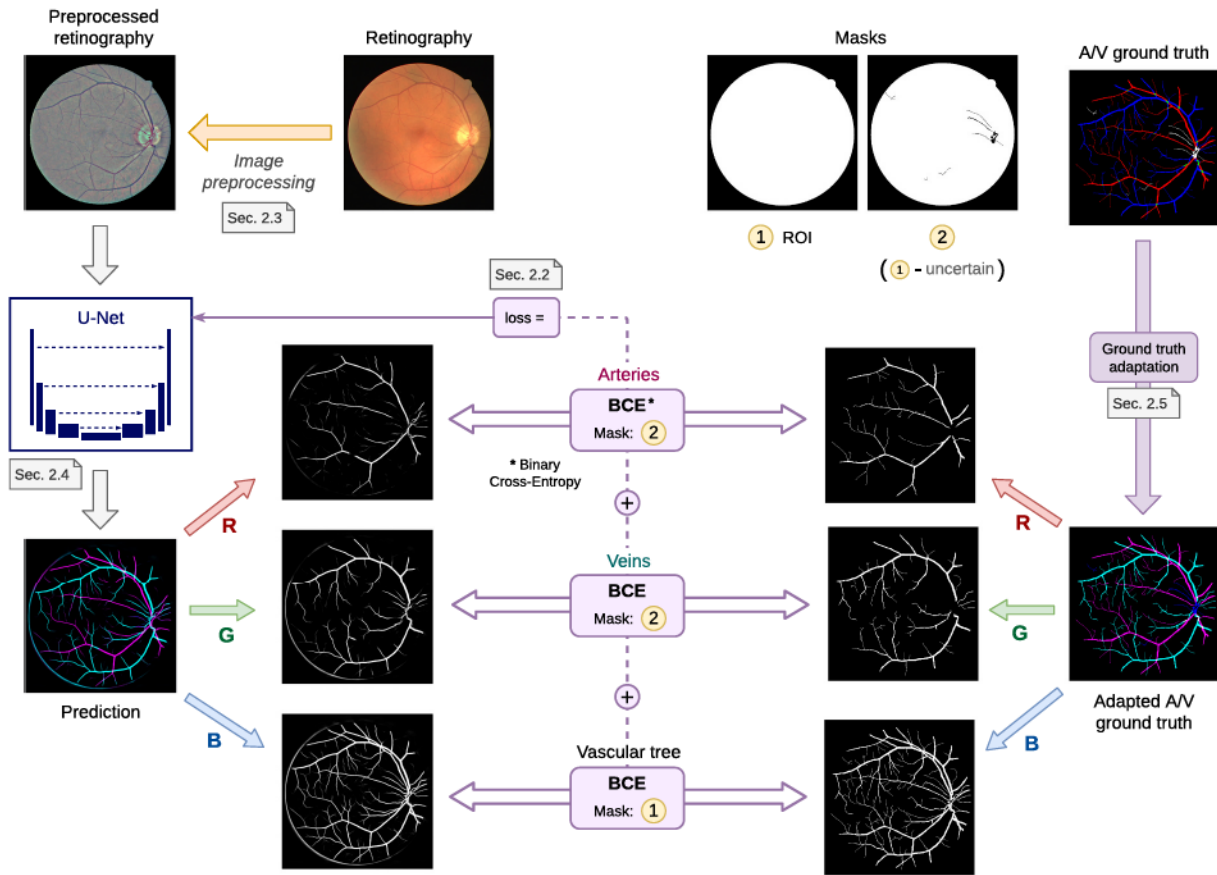 Preprocessed
retinography
Retinography
Masks
A/V ground truth
Image
preprocessing
Sec. 2.3
1 ROI
2
( 1 - uncertain )
Sec. 2.2
loss =
U-Net
Ground truth
adaptation
Sec. 2.5
Arteries
BCE*
Mask: 2
* Binary
Cross-Entropy
Sec. 2.4
+
R
R
Veins
BCE
Mask: 2
G
G
+
Prediction
Adapted A/V
ground truth
B
B
Vascular tree
BCE
Mask: 1